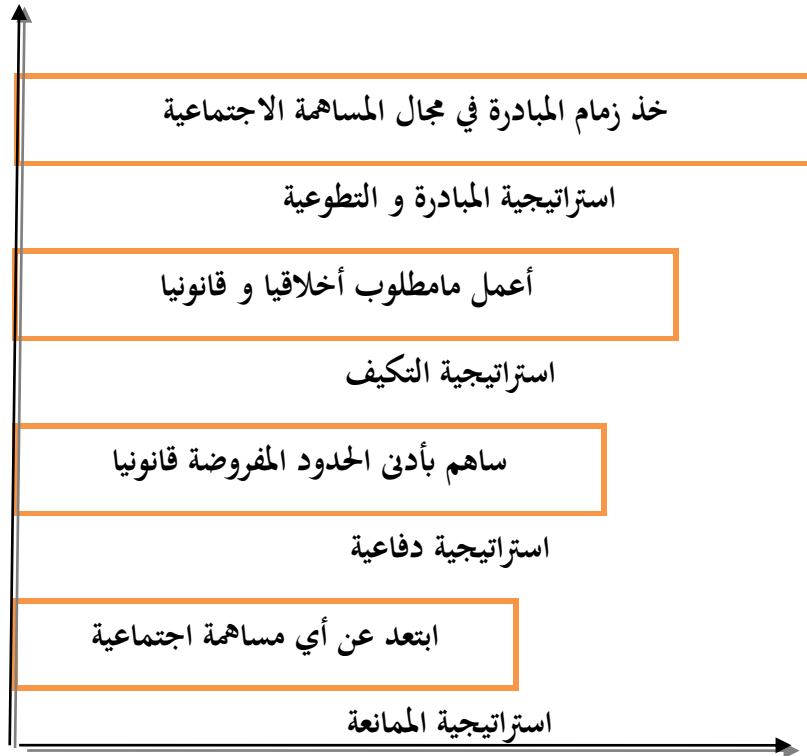 خذ زمام المبادرة في مجال المساهمة الاجتماعية
استراتيجية المبادرة و التطوعية
أعمل مامطلوب أخلاقيا و قانونيا
استراتيجية التكيف
ساهم بأدنى الحدود المفروضة قانونيا
استراتيجية دفاعية
ابتعد عن أي مساهمة اجتماعية
استراتيجية الممانعة